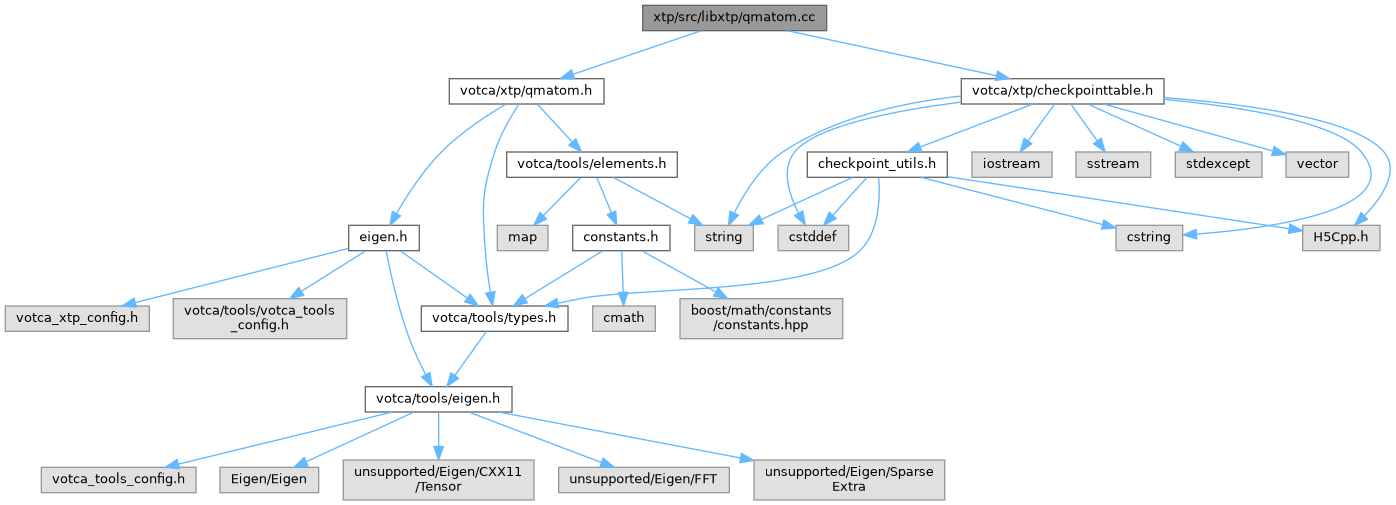 xtp/src/libxtp/qmatom.cc
votca/xtp/qmatom.h
votca/xtp/checkpointtable.h
votca/tools/elements.h
checkpoint_utils.h
iostream
sstream
stdexcept
vector
eigen.h
map
constants.h
string
cstddef
cstring
H5Cpp.h
votca_xtp_config.h
votca/tools/votca_tools
_config.h
votca/tools/types.h
cmath
boost/math/constants
/constants.hpp
votca/tools/eigen.h
votca_tools_config.h
Eigen/Eigen
unsupported/Eigen/CXX11
/Tensor
unsupported/Eigen/FFT
unsupported/Eigen/Sparse
Extra